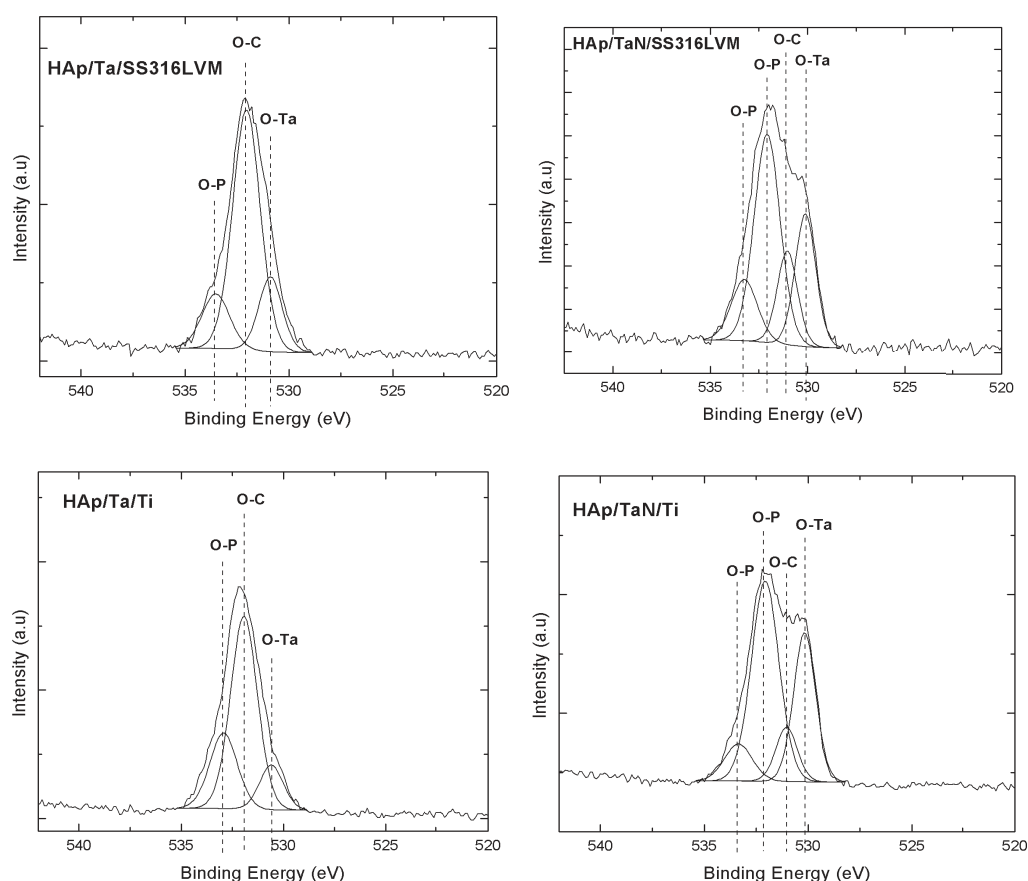 HAp/Ta/SS316LVM
O-C
O-Ta
O-P
Intensity (a.u)
540 535 530 525 520
Binding Energy (eV)
HAp/TaN/SS316LVM
O-C
O-P
O-Ta
O-P
Intensity (a.u)
540 535 530 525 520
Binding Energy (eV)
HAp/Ta/Ti
O-C
O-P
O-Ta
Intensity (a.u)
540 535 530 525 520
Binding Energy (eV)
HAp/TaN/Ti
O-P
O-Ta
O-C
O-P
Intensity (a.u)
540 535 530 525 520
Binding Energy (eV)